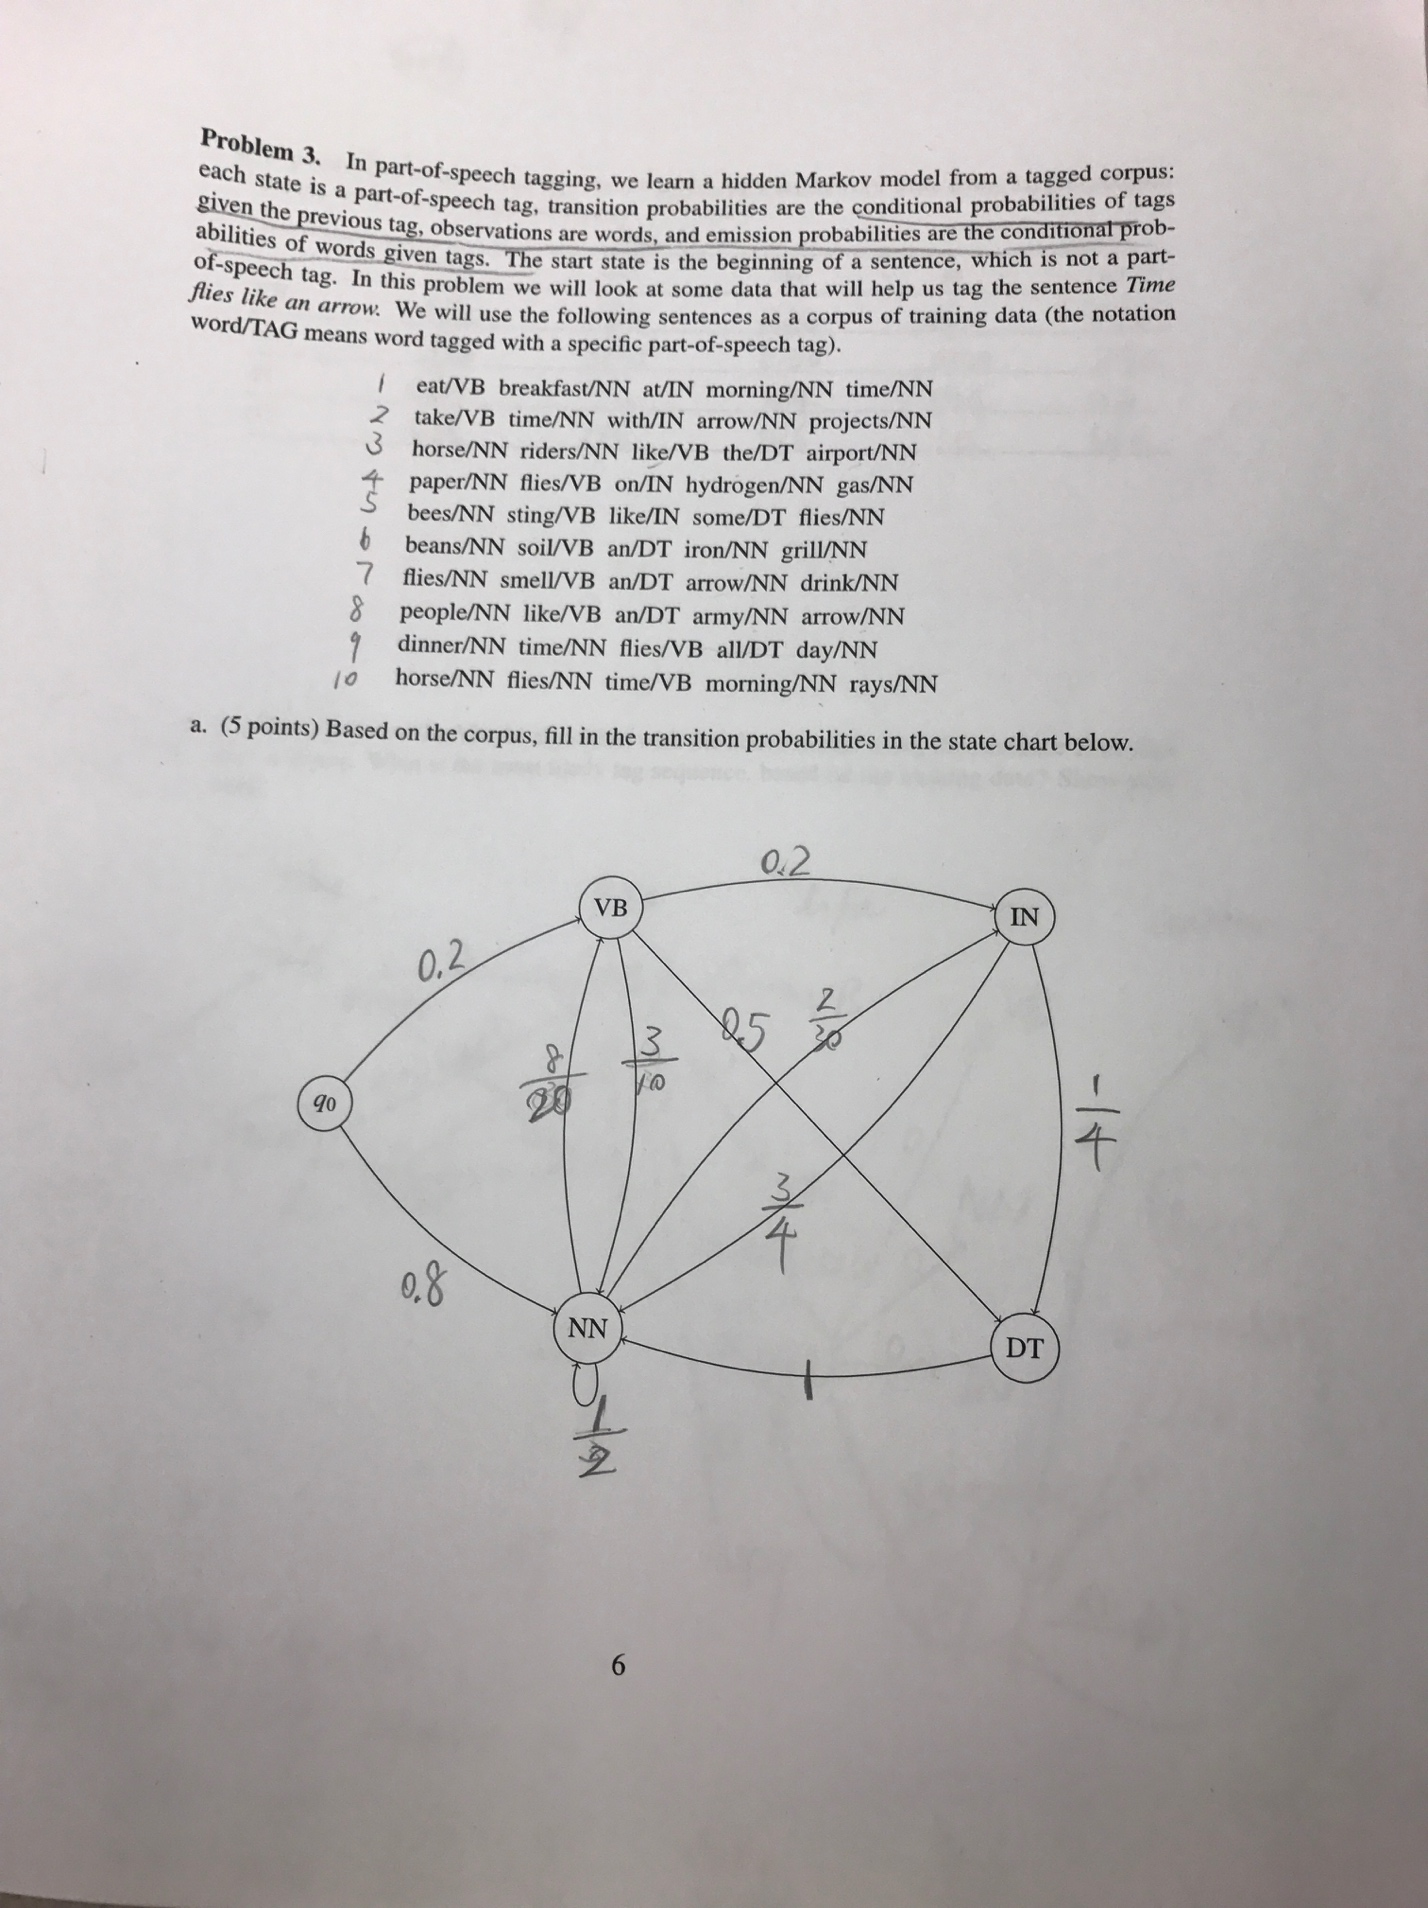 Problem 3. In part-of-speech tagging, we learn a hidden Markov model from a tagged corpus:
each state is a part-of-speech tag, transition probabilities are the conditional probabilities of tags
given the previous tag, observations are words, and emission probabilities are the conditional prob-
abilities of words given tags. The start state is the beginning of a sentence, which is not a part-
of-speech tag. In this problem we will look at some data that will help us tag the sentence Time
flies like an arrow. We will use the following sentences as a corpus of training data (the notation
word/TAG means word tagged with a specific part-of-speech tag).
1 eat/VB breakfast/NN at/IN morning/NN time/NN
2 take/VB time/NN with/IN arrow/NN projects/NN
3 horse/NN riders/NN like/VB the/DT airport/NN
4 paper/NN flies/VB on/IN hydrogen/NN gas/NN
5 bees/NN sting/VB like/IN some/DT flies/NN
6 beans/NN soil/VB an/DT iron/NN grill/NN
7 flies/NN smell/VB an/DT arrow/NN drink/NN
8 people/NN like/VB an/DT army/NN arrow/NN
9 dinner/NN time/NN flies/VB all/DT day/NN
10 horse/NN flies/NN time/VB morning/NN rays/NN
a. (5 points) Based on the corpus, fill in the transition probabilities in the state chart below.
0.2
VB
IN
0.2
0.5
2
8
20
3
10
q0
1
4
3
4
0.8
NN
DT
1
1
2
6